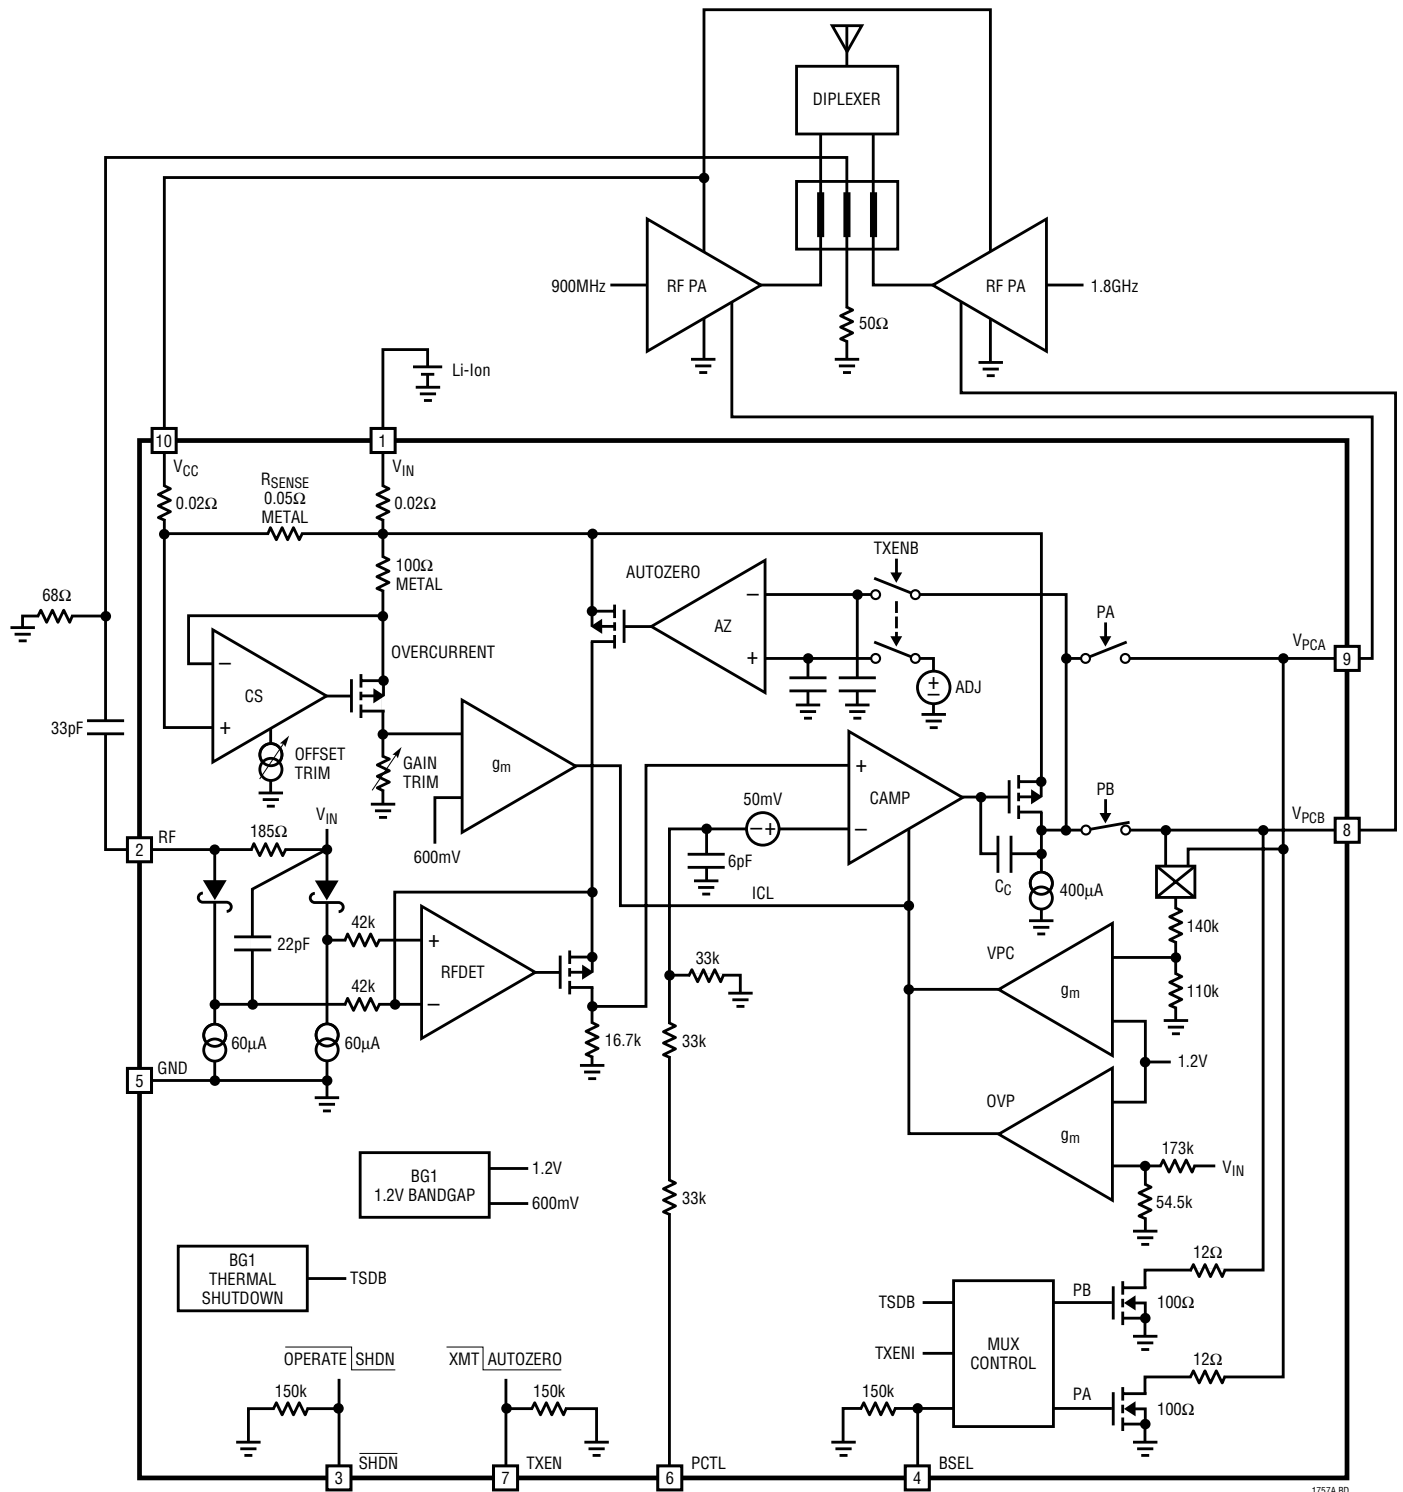 DIPLEXER
900MHz
RF PA
RF PA
1.8GHz
50Ω
Li-Ion
10
1
VCC
VIN
RSENSE
0.05Ω
METAL
0.02Ω
0.02Ω
100Ω
METAL
68Ω
AUTOZERO
TXENB
AZ
−
+
PA
VPCA
9
+
−
ADJ
OVERCURRENT
−
CS
+
33pF
OFFSET
TRIM
GAIN
TRIM
gm
600mV
50mV
−+
+
CAMP
−
PB
VPCB
8
VIN
2
RF
185Ω
6pF
ICL
CC
400µA
22pF
42k
42k
+
RFDET
−
140k
110k
VPC
gm
33k
33k
16.7k
60µA
60µA
5
GND
1.2V
OVP
gm
173k
VIN
54.5k
BG1
1.2V BANDGAP
1.2V
600mV
33k
BG1
THERMAL
SHUTDOWN
TSDB
12Ω
PB
100Ω
TSDB
TXENI
MUX
CONTROL
12Ω
PA
100Ω
OPERATE SHDN
XMT AUTOZERO
150k
150k
150k
3
SHDN
7
TXEN
6
PCTL
4
BSEL
1757A BD